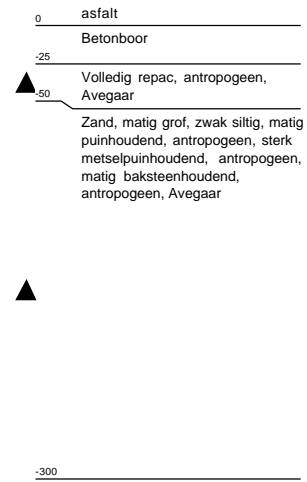 0
asfalt
Betonboor
-25
Volledig repac, antropogeen,
-50
Avegaar
Zand, matig grof, zwak siltig, matig
puinhoudend, antropogeen, sterk
metselpuinhoudend, antropogeen,
matig baksteenhoudend,
antropogeen, Avegaar
-300